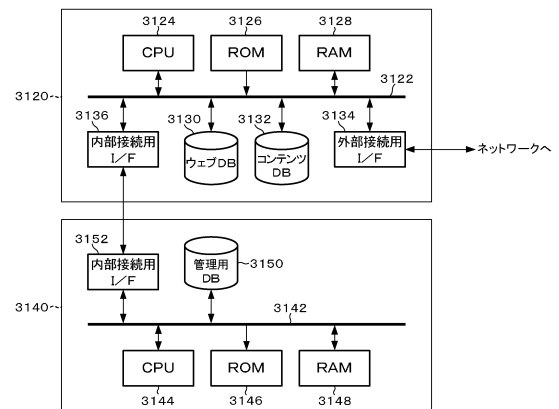 3124
3126
3128
CPU
ROM
RAM
3122
3120
3136
3130
3132
3134
内部接続用
I/F
ウェブDB
コンテンツ
DB
外部接続用
I/F
ネットワークへ
3152
内部接続用
I/F
管理用
DB
3150
3140
3142
CPU
ROM
RAM
3144
3146
3148